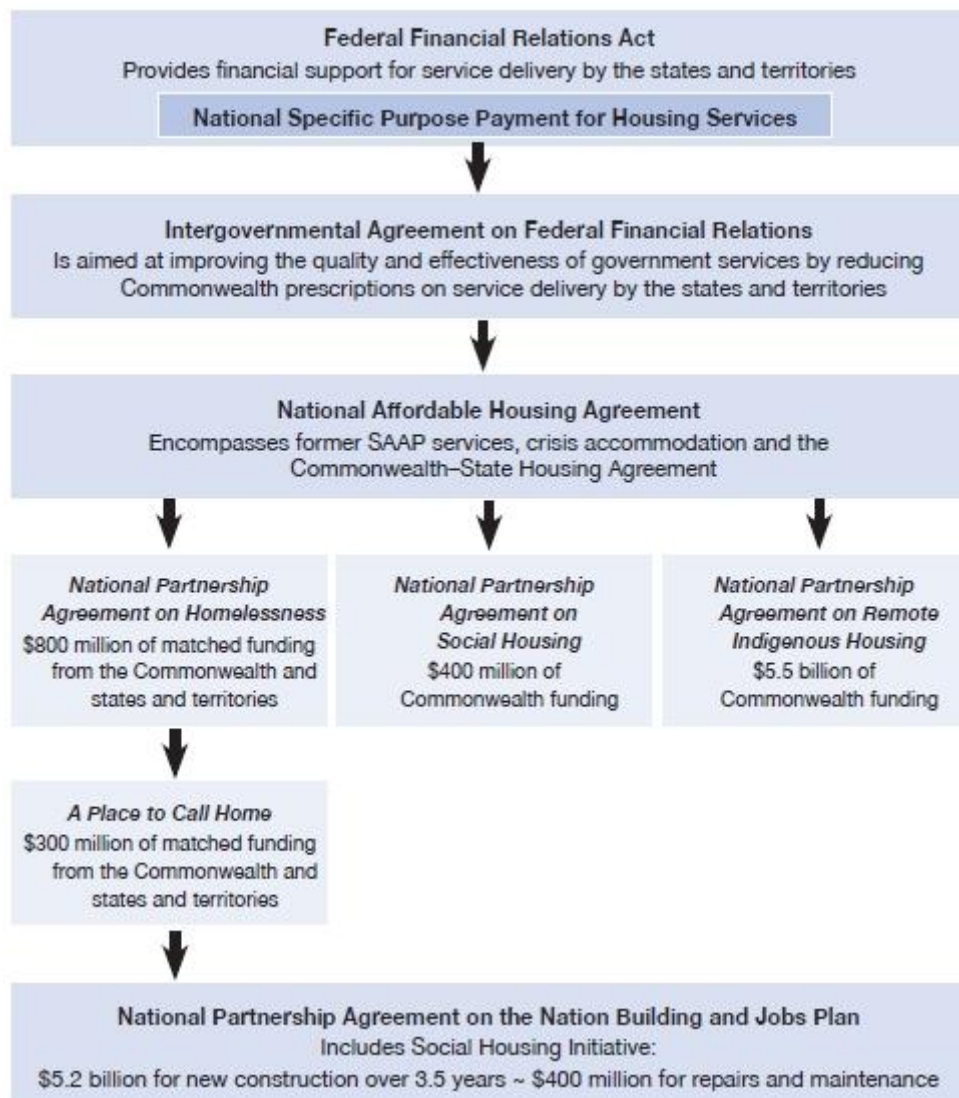 Federal Financial Relations Act
Provides financial support for service delivery by the states and territories
National Specific Purpose Payment for Housing Services
Intergovernmental Agreement on Federal Financial Relations
Is aimed at improving the quality and effectiveness of government services by reducing
Commonwealth prescriptions on service delivery by the states and territories
National Affordable Housing Agreement
Encompasses former SAAP services, crisis accommodation and the
Commonwealth–State Housing Agreement
National Partnership
Agreement on Homelessness
$800 million of matched funding
from the Commonwealth and
states and territories
National Partnership
Agreement on
Social Housing
$400 million of
Commonwealth funding
National Partnership
Agreement on Remote
Indigenous Housing
$5.5 billion of
Commonwealth funding
A Place to Call Home
$300 million of matched funding
from the Commonwealth and
states and territories
National Partnership Agreement on the Nation Building and Jobs Plan
Includes Social Housing Initiative:
$5.2 billion for new construction over 3.5 years ~ $400 million for repairs and maintenance